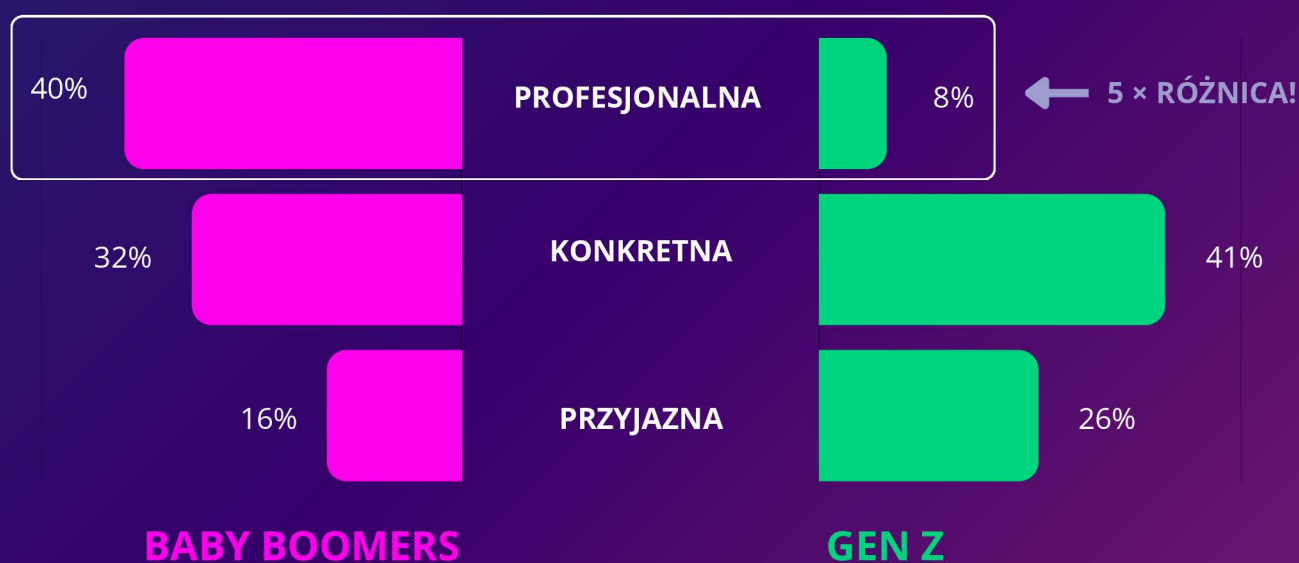 40% PROFESJONALNA 8% 5 × RÓŻNICA!
32% KONKRETNA 41%
16% PRZYJAZNA 26%
BABY BOOMERS GEN Z